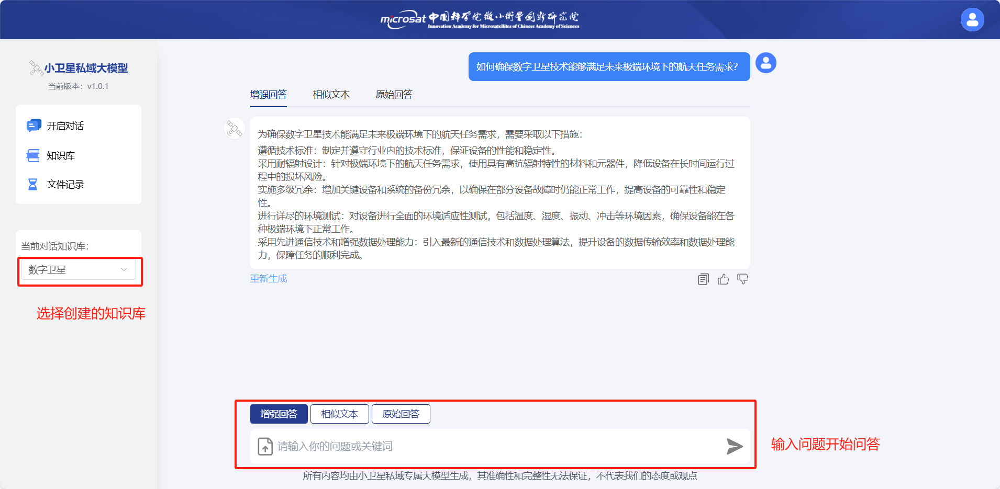 microsat 中国科学院微小卫星创新研究院
Innovation Academy for Microsatellites of Chinese Academy of Sciences
小卫星私域大模型
当前版本：v1.0.1
开启对话
知识库
文件记录
当前对话知识库：
数字卫星
选择创建的知识库
如何确保数字卫星技术能够满足未来极端环境下的航天任务需求？
增强回答 相似文本 原始回答
为确保数字卫星技术能满足未来极端环境下的航天任务需求，需要采取以下措施：
遵循技术标准：制定并遵守行业内的技术标准，保证设备的性能和稳定性。
采用耐辐射设计：针对极端环境下的航天任务需求，使用具有高抗辐射特性的材料和元器件，降低设备在长时间运行过
程中的损坏风险。
实施多级冗余：增加关键设备和系统的备份冗余，以确保在部分设备故障时仍能正常工作，提高设备的可靠性和稳定
性。
进行详尽的环境测试：对设备进行全面的环境适应性测试，包括温度、湿度、振动、冲击等环境因素，确保设备能在各
种极端环境下正常工作。
采用先进通信技术和增强数据处理能力：引入最新的通信技术和数据处理算法，提升设备的数据传输效率和数据处理能
力，保障任务的顺利完成。
重新生成
增强回答 相似文本 原始回答
请输入你的问题或关键词
输入问题开始问答
所有内容均由小卫星私域专属大模型生成，其准确性和完整性无法保证，不代表我们的态度或观点